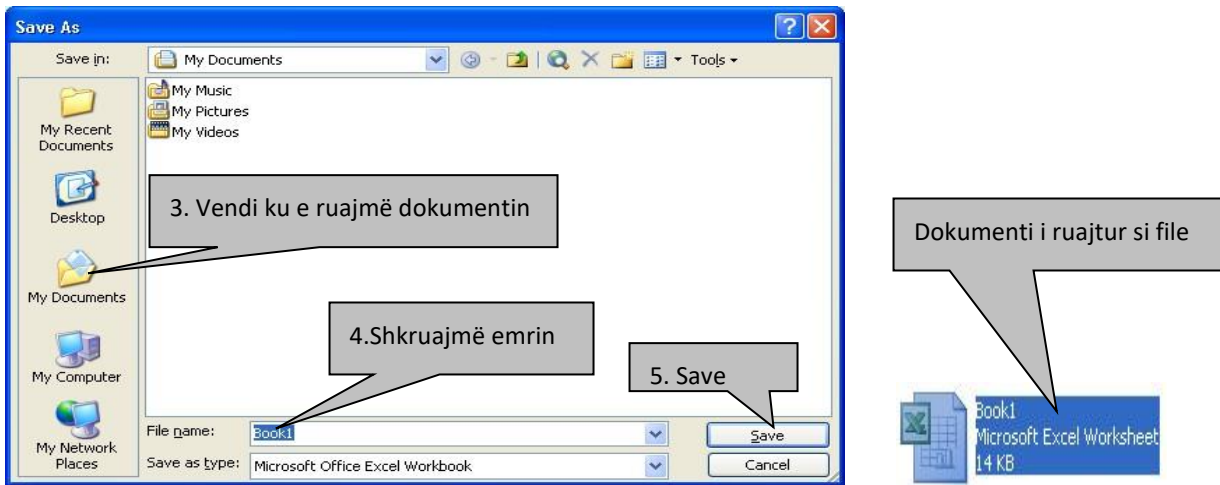 Save As
Save in:
My Documents
Tools
My Music
My Pictures
My Videos
My Recent
Documents
Desktop
My Documents
My Computer
My Network
Places
3. Vendi ku e ruajmë dokumentin
4.Shkruajmë emrin
5. Save
File name:
Book1
Save
Save as type:
Microsoft Office Excel Workbook
Cancel
Dokumenti i ruajtur si file
Book1
Microsoft Excel Worksheet
14 KB